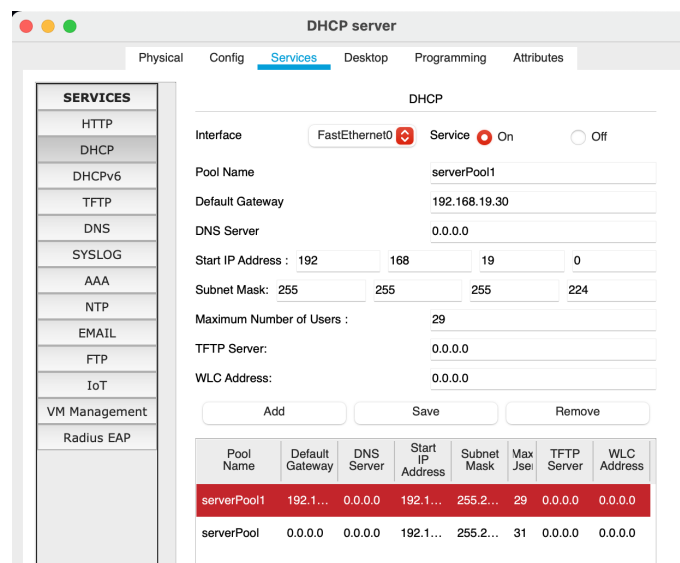 DHCP server
Physical Config Services Desktop Programming Attributes
SERVICES
HTTP
DHCP
DHCPv6
TFTP
DNS
SYSLOG
AAA
NTP
EMAIL
FTP
IoT
VM Management
Radius EAP
DHCP
Interface FastEthernet0 Service On Off
Pool Name serverPool1
Default Gateway 192.168.19.30
DNS Server 0.0.0.0
Start IP Address : 192 168 19 0
Subnet Mask: 255 255 255 224
Maximum Number of Users : 29
TFTP Server: 0.0.0.0
WLC Address: 0.0.0.0
Add Save Remove
Pool Name Default Gateway DNS Server Start IP Address Subnet Mask Max User TFTP Server WLC Address
serverPool1 192.1... 0.0.0.0 192.1... 255.2... 29 0.0.0.0 0.0.0.0
serverPool 0.0.0.0 0.0.0.0 192.1... 255.2... 31 0.0.0.0 0.0.0.0